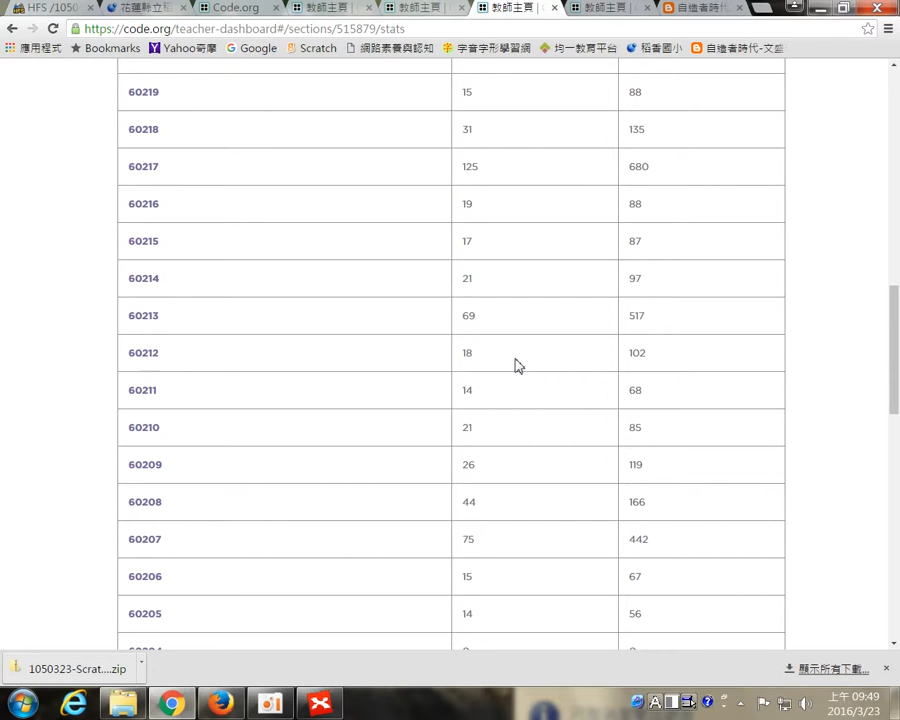 HFS /1050
花蓮縣立稻
Code.org
教師主頁 |
教師主頁 |
教師主頁 | C
教師主頁 | C
自造者時代-
https://code.org/teacher-dashboard#/sections/515879/stats
應用程式 Bookmarks Yahoo奇摩 Google Scratch 網路素養與認知 字音字形學習網 均一教育平台 稻香國小 自造者時代-文盛
60219 15 88
60218 31 135
60217 125 680
60216 19 88
60215 17 87
60214 21 97
60213 69 517
60212 18 102
60211 14 68
60210 21 85
60209 26 119
60208 44 166
60207 75 442
60206 15 67
60205 14 56
1050323-Scrat....zip
顯示所有下載...
上午 09:49
2016/3/23